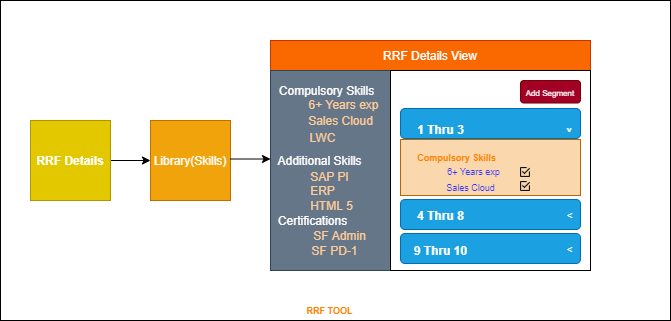 RRF Details View
RRF Details
Library(Skills)
Compulsory Skills
6+ Years exp
Sales Cloud
LWC
Additional Skills
SAP PI
ERP
HTML 5
Certifications
SF Admin
SF PD-1
Add Segment
1 Thru 3 v
Compulsory Skills
6+ Years exp
Sales Cloud
4 Thru 8 <
9 Thru 10 <
RRF TOOL